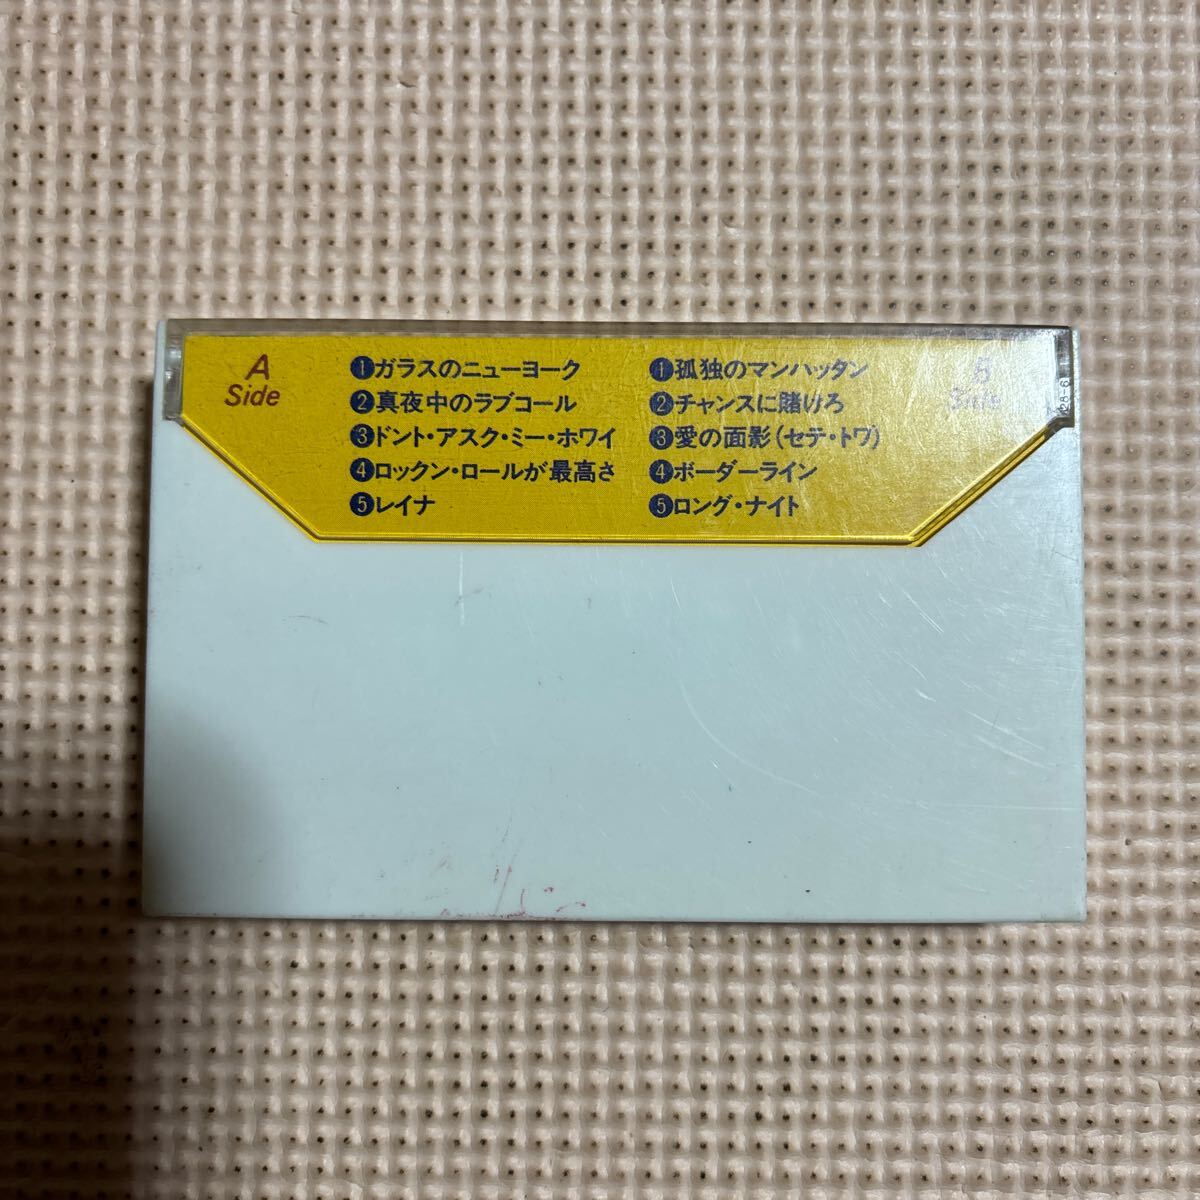 A
Side
❶ガラスのニューヨーク
❷真夜中のラブコール
❸ドント・アスク・ミー・ホワイ
❹ロックン・ロールが最高さ
❺レイナ
❶孤独のマンハッタン
❷チャンスに賭けろ
❸愛の面影(セテ・トワ)
❹ボーダーライン
❺ロング・ナイト
B
Side